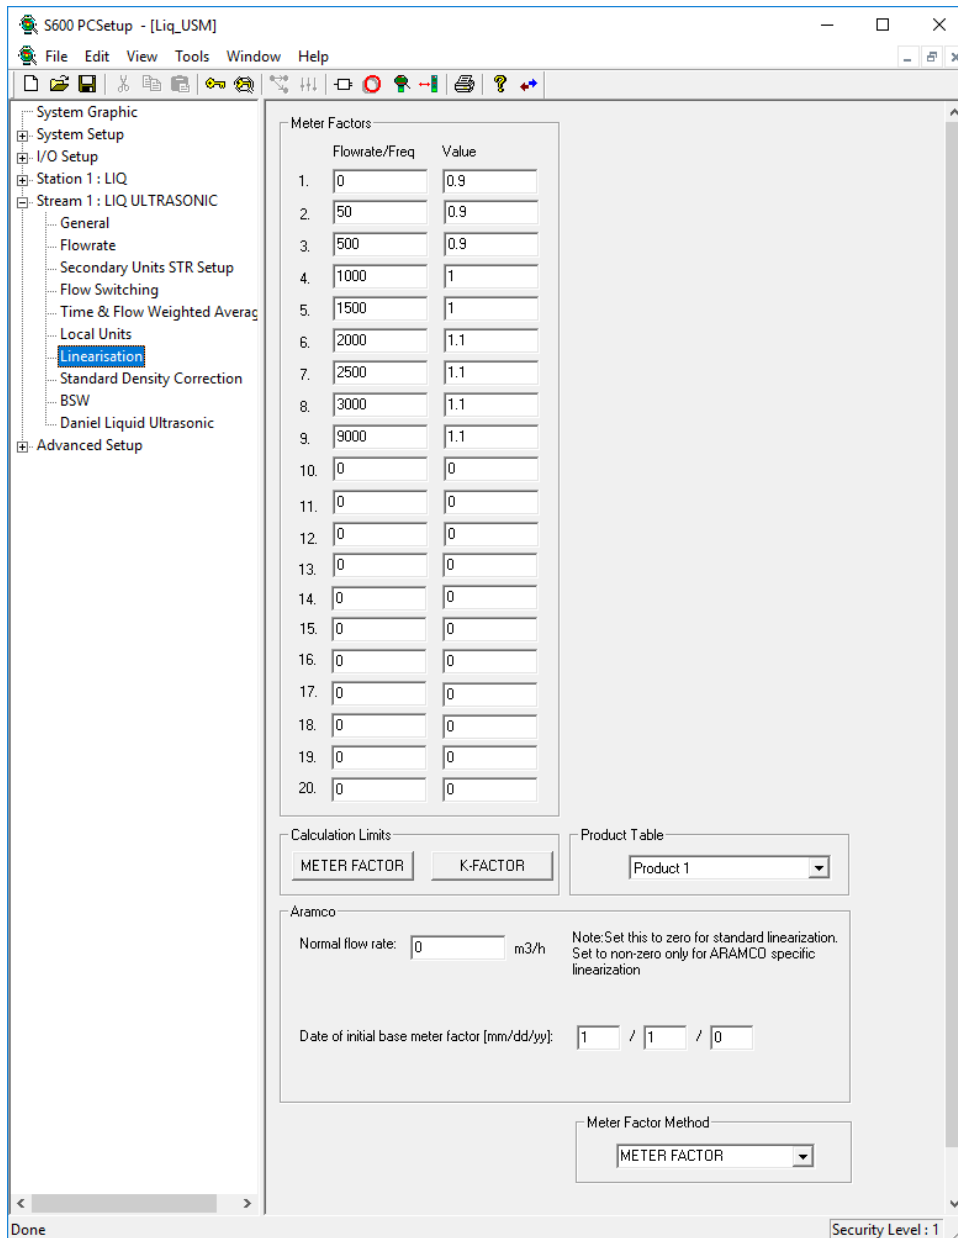 S600 PCSetup - [Liq_USM]
File Edit View Tools Window Help
System Graphic
System Setup
I/O Setup
Station 1 : LIQ
Stream 1 : LIQ ULTRASONIC
General
Flowrate
Secondary Units STR Setup
Flow Switching
Time & Flow Weighted Averag
Local Units
Linearisation
Standard Density Correction
BSW
Daniel Liquid Ultrasonic
Advanced Setup
Meter Factors
Flowrate/Freq Value
1. 0 0.9
2. 50 0.9
3. 500 0.9
4. 1000 1
5. 1500 1
6. 2000 1.1
7. 2500 1.1
8. 3000 1.1
9. 9000 1.1
10. 0 0
11. 0 0
12. 0 0
13. 0 0
14. 0 0
15. 0 0
16. 0 0
17. 0 0
18. 0 0
19. 0 0
20. 0 0
Calculation Limits
METER FACTOR K-FACTOR
Product Table
Product 1
Aramco
Normal flow rate: 0 m3/h
Note:Set this to zero for standard linearization.
Set to non-zero only for ARAMCO specific
linearization
Date of initial base meter factor [mm/dd/yy]: 1 / 1 / 0
Meter Factor Method
METER FACTOR
Done
Security Level : 1